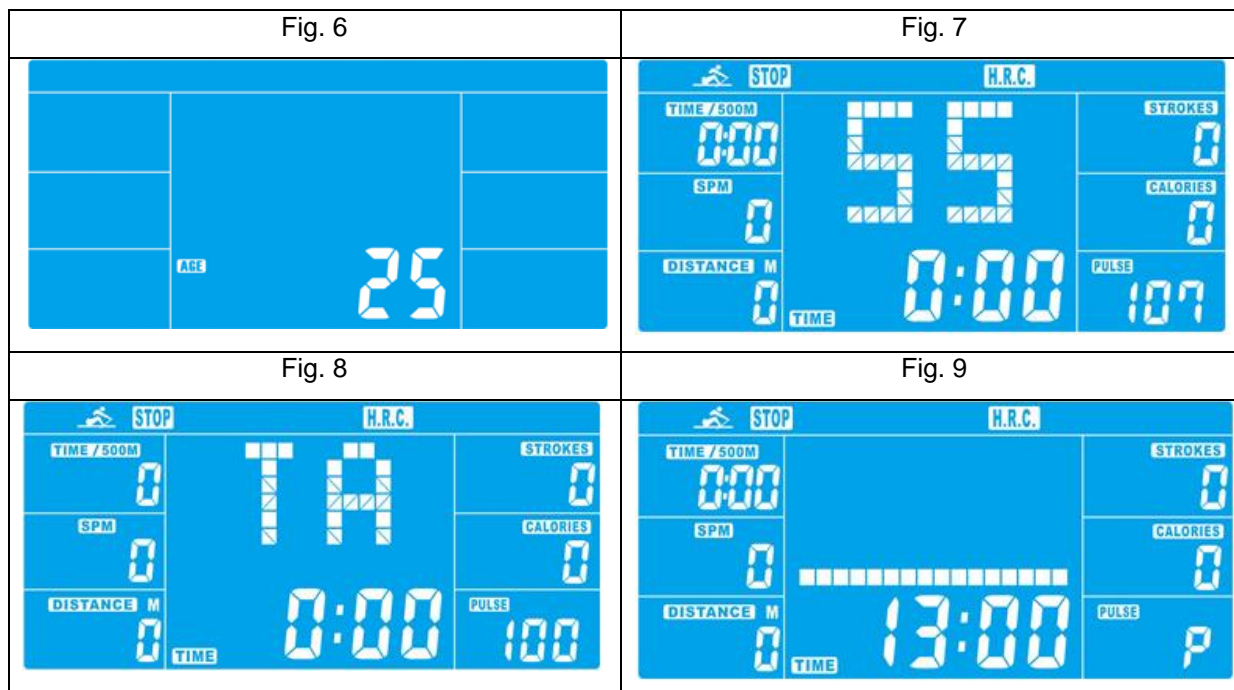 Fig. 6
Fig. 7
AGE 25
STOP H.R.C.
TIME / 500M
0:00
SPM
0
DISTANCE M
0
55
TIME 0:00
STROKES
0
CALORIES
0
PULSE
107
Fig. 8
Fig. 9
STOP H.R.C.
TIME / 500M
0
SPM
0
DISTANCE M
0
TA
TIME 0:00
STROKES
0
CALORIES
0
PULSE
100
STOP H.R.C.
TIME / 500M
0:00
SPM
0
DISTANCE M
0
TIME 13:00
STROKES
0
CALORIES
0
PULSE
P